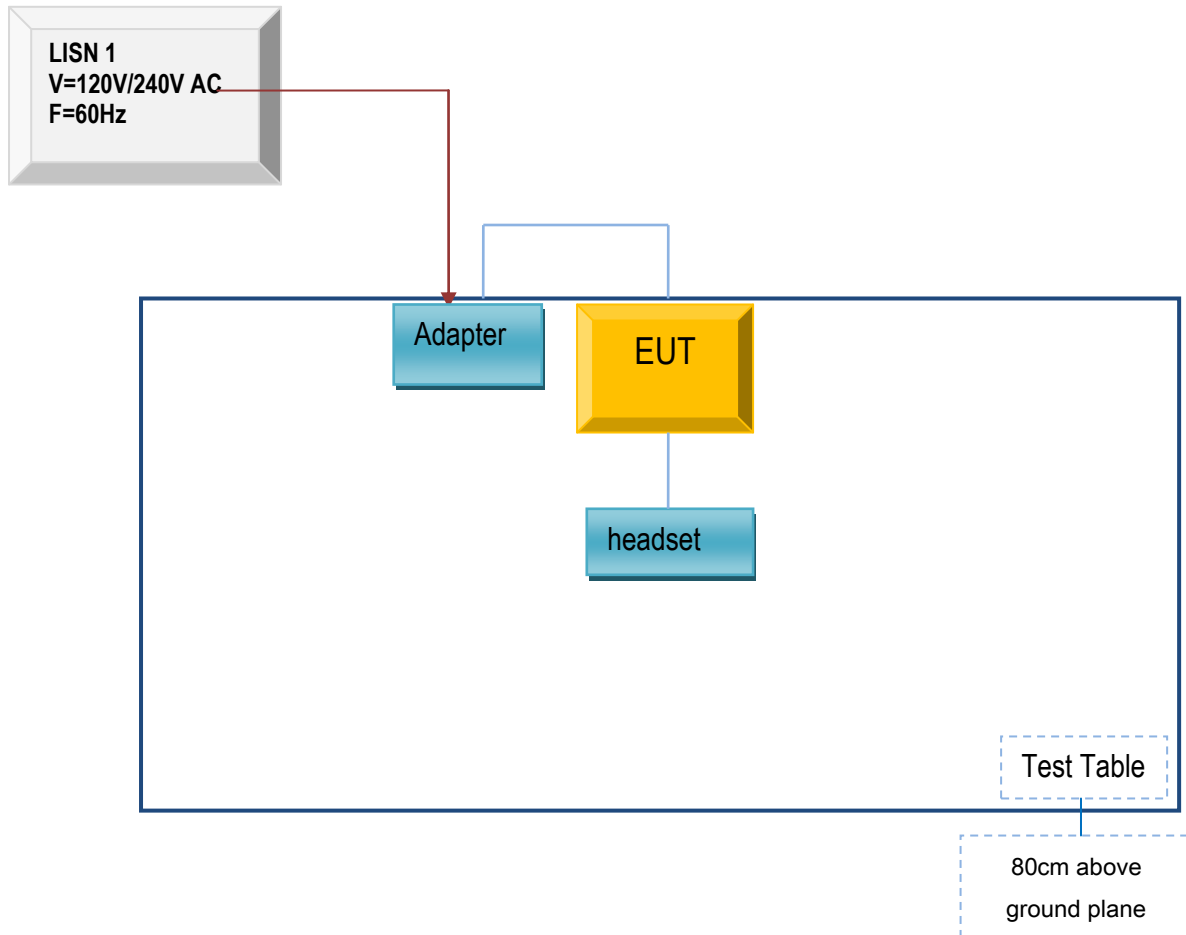 LISN 1
V=120V/240V AC
F=60Hz
Adapter
EUT
headset
Test Table
80cm above
ground plane